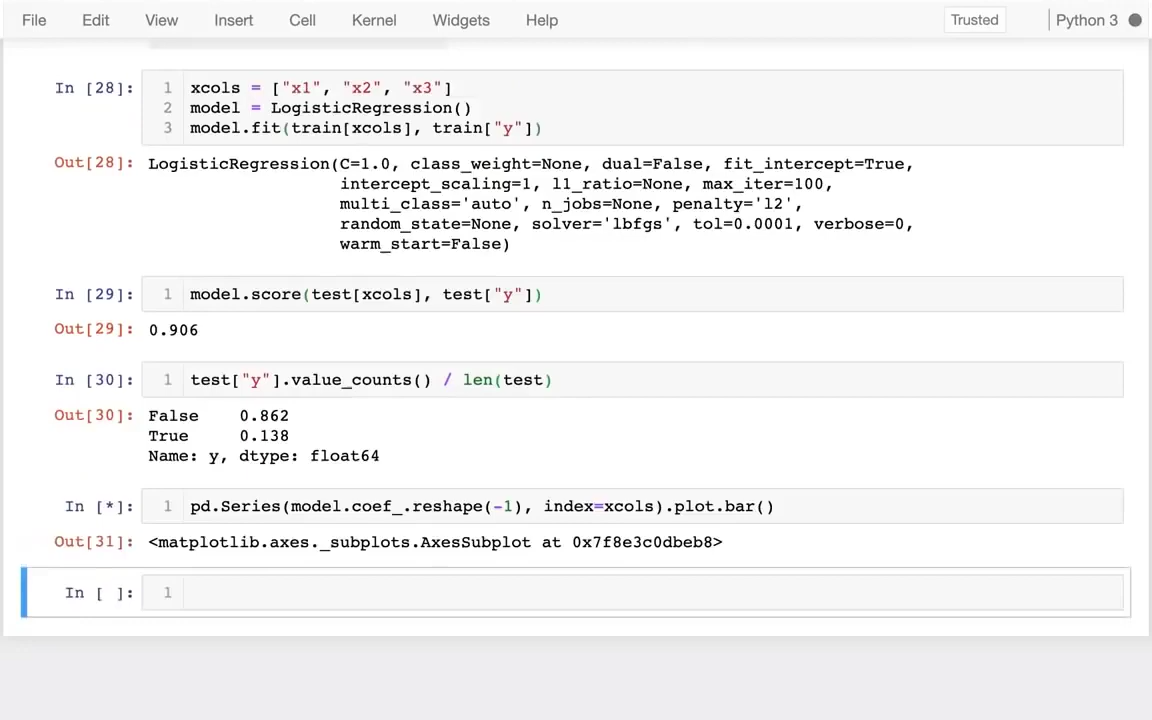 File Edit View Insert Cell Kernel Widgets Help Trusted Python 3
In [28]: 1 xcols = ["x1", "x2", "x3"]
2 model = LogisticRegression()
3 model.fit(train[xcols], train["y"])
Out[28]: LogisticRegression(C=1.0, class_weight=None, dual=False, fit_intercept=True,
intercept_scaling=1, l1_ratio=None, max_iter=100,
multi_class='auto', n_jobs=None, penalty='l2',
random_state=None, solver='lbfgs', tol=0.0001, verbose=0,
warm_start=False)
In [29]: 1 model.score(test[xcols], test["y"])
Out[29]: 0.906
In [30]: 1 test["y"].value_counts() / len(test)
Out[30]: False 0.862
True 0.138
Name: y, dtype: float64
In [*]: 1 pd.Series(model.coef_.reshape(-1), index=xcols).plot.bar()
Out[31]: <matplotlib.axes._subplots.AxesSubplot at 0x7f8e3c0dbeb8>
In [ ]: 1